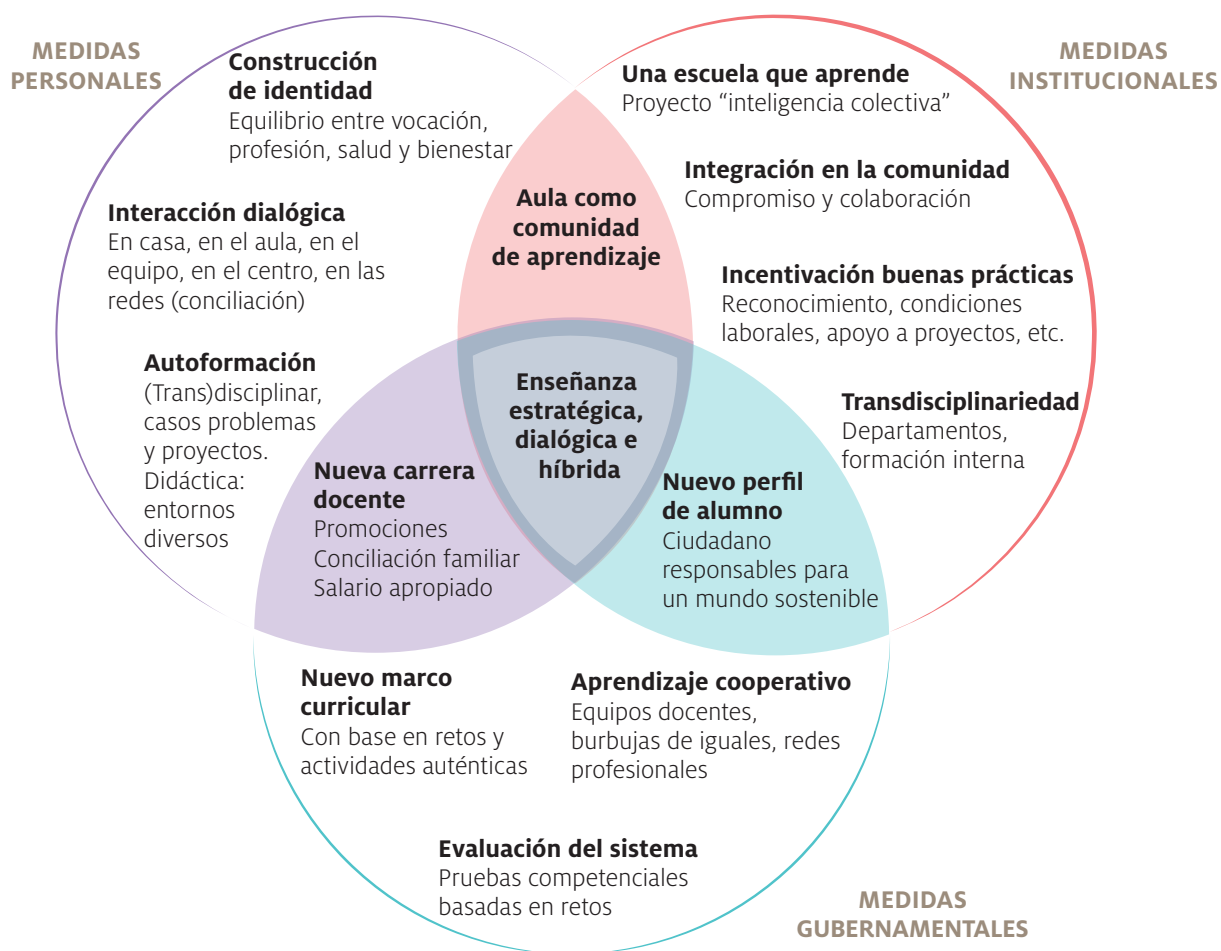 MEDIDAS
PERSONALES
Construcción
de identidad
Equilibrio entre vocación,
profesión, salud y bienestar
Interacción dialógica
En casa, en el aula, en el
equipo, en el centro, en las
redes (conciliación)
Autoformación
(Trans)disciplinar,
casos problemas
y proyectos.
Didáctica:
entornos
diversos
Aula como
comunidad
de aprendizaje
MEDIDAS
INSTITUCIONALES
Una escuela que aprende
Proyecto “inteligencia colectiva”
Integración en la comunidad
Compromiso y colaboración
Incentivación buenas prácticas
Reconocimiento, condiciones
laborales, apoyo a proyectos, etc.
Transdisciplinariedad
Departamentos,
formación interna
Enseñanza
estratégica,
dialógica e
híbrida
Nueva carrera
docente
Promociones
Conciliación familiar
Salario apropiado
Nuevo perfil
de alumno
Ciudadano
responsables para
un mundo sostenible
Nuevo marco
curricular
Con base en retos y
actividades auténticas
Aprendizaje cooperativo
Equipos docentes,
burbujas de iguales, redes
profesionales
Evaluación del sistema
Pruebas competenciales
basadas en retos
MEDIDAS
GUBERNAMENTALES